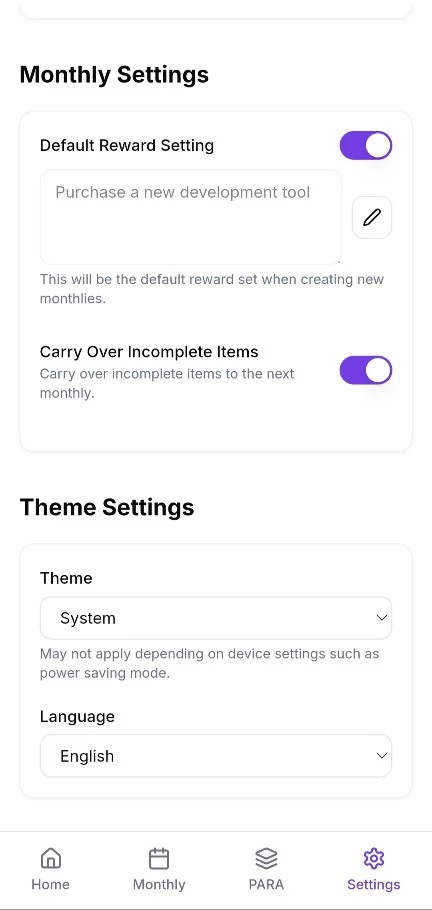 Monthly Settings
Default Reward Setting
Purchase a new development tool
This will be the default reward set when creating new
monthlies.
Carry Over Incomplete Items
Carry over incomplete items to the next
monthly.
Theme Settings
Theme
System
May not apply depending on device settings such as
power saving mode.
Language
English
Home
Monthly
PARA
Settings